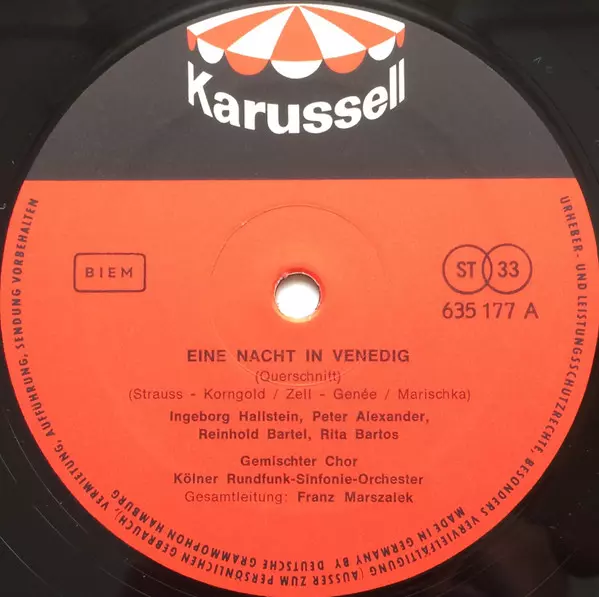 Karussell
BIEM
ST 33
635 177 A
EINE NACHT IN VENEDIG
(Querschnitt)
(Strauss - Korngold / Zell - Genée / Marischka)
Ingeborg Hallstein, Peter Alexander,
Reinhold Bartel, Rita Bartos
Gemischter Chor
Kölner Rundfunk-Sinfonie-Orchester
Gesamtleitung: Franz Marszalek
URHEBER- UND LEISTUNGSSCHUTZRECHTE, BESONDERS VERVIELFÄLTIGUNG (AUSSER ZUM PERSÖNLICHEN GEBRAUCH), VERMIETUNG, AUFFÜHRUNG, SENDUNG VORBEHALTEN
MADE IN GERMANY BY DEUTSCHE GRAMMOPHON HAMBURG